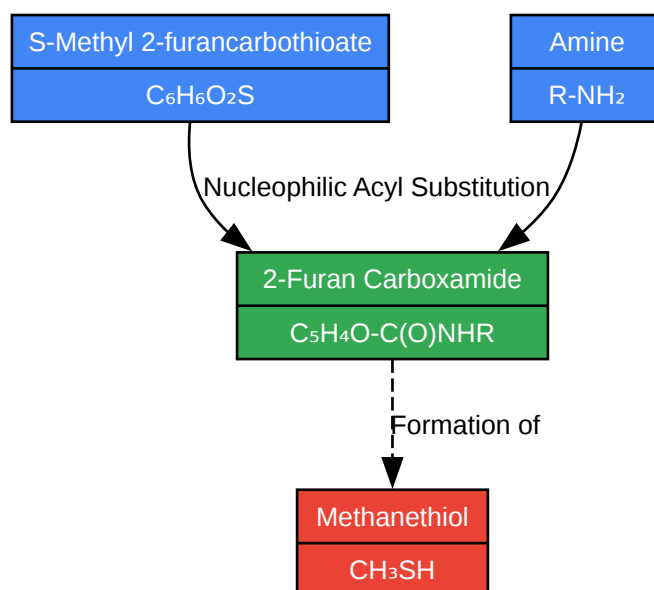 S-Methyl 2-furancarbothioate
C₆H₆O₂S
Amine
R-NH₂
Nucleophilic Acyl Substitution
2-Furan Carboxamide
C₅H₄O-C(O)NHR
Formation of
Methanethiol
CH₃SH